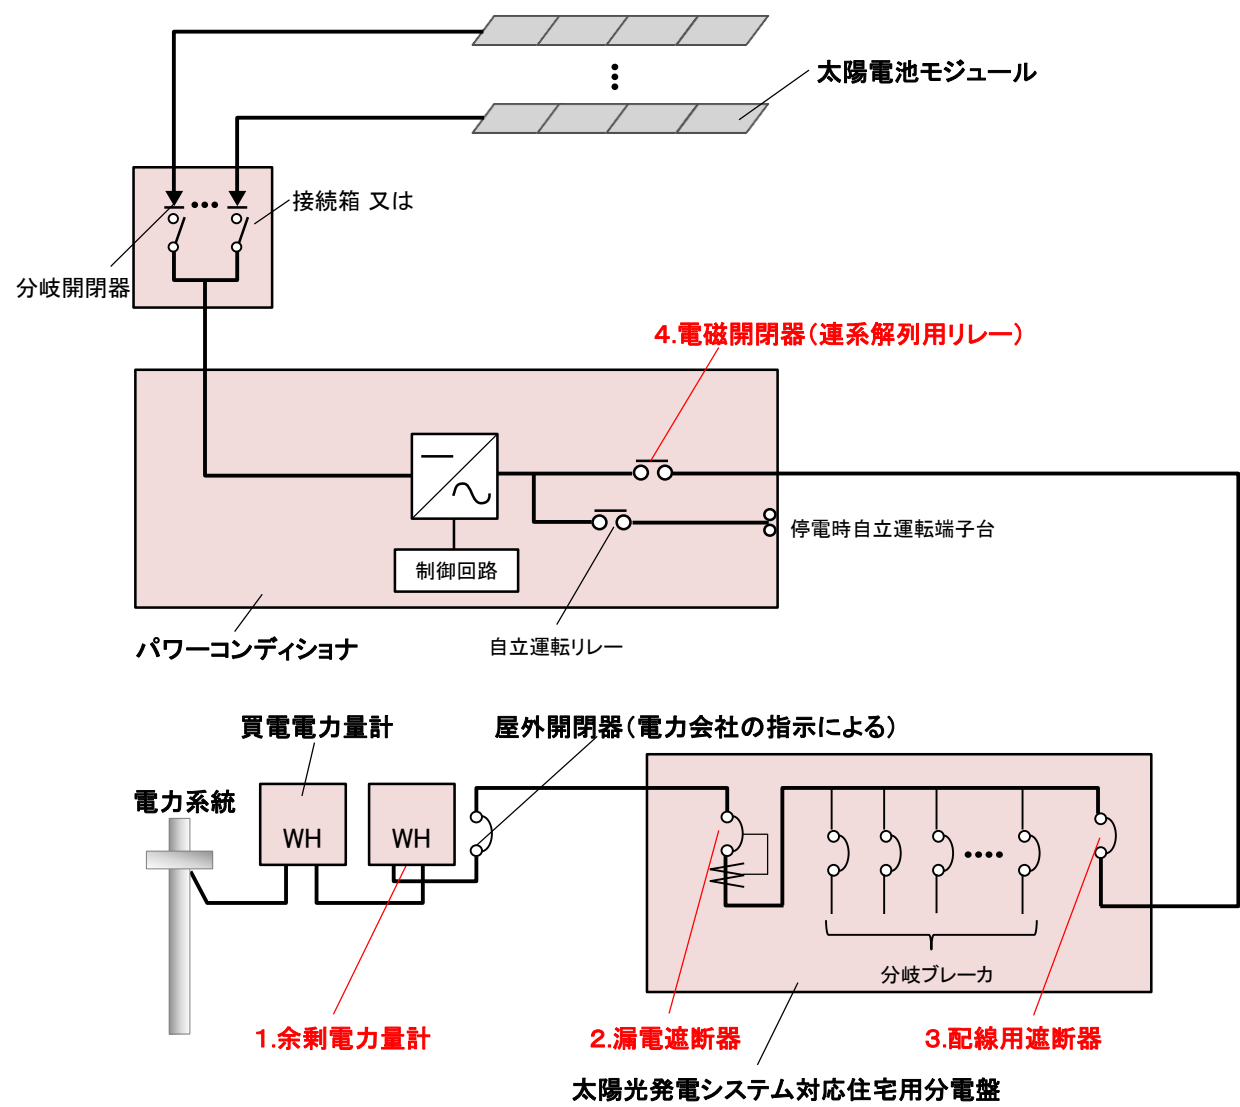 太陽電池モジュール
接続箱 又は
分岐開閉器
4.電磁開閉器（連系解列用リレー）
停電時自立運転端子台
制御回路
パワーコンディショナ
自立運転リレー
買電電力量計
屋外開閉器（電力会社の指示による）
電力系統
WH
WH
分岐ブレーカ
1.余剰電力量計
2.漏電遮断器
3.配線用遮断器
太陽光発電システム対応住宅用分電盤